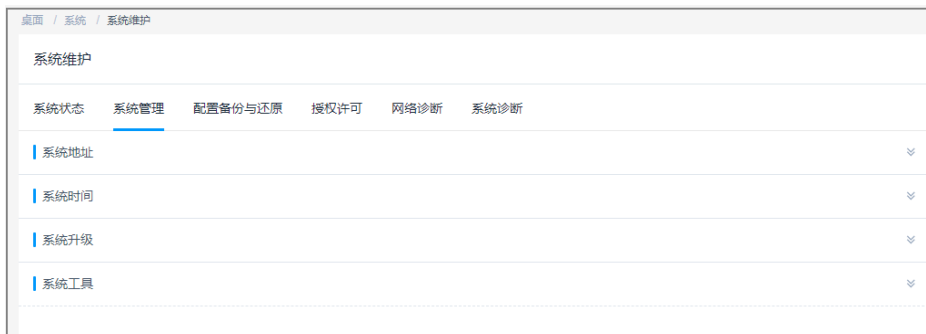 桌面 / 系统 / 系统维护
系统维护
系统状态 系统管理 配置备份与还原 授权许可 网络诊断 系统诊断
系统地址
系统时间
系统升级
系统工具